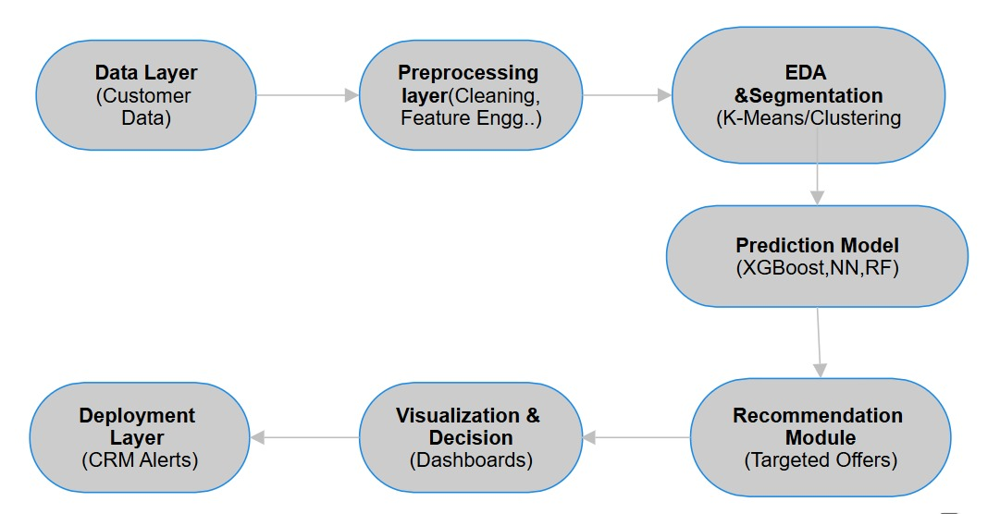 Data Layer
(Customer
Data)
Preprocessing
layer(Cleaning,
Feature Engg..)
EDA
&Segmentation
(K-Means/Clustering
Prediction Model
(XGBoost,NN,RF)
Recommendation
Module
(Targeted Offers)
Visualization &
Decision
(Dashboards)
Deployment
Layer
(CRM Alerts)